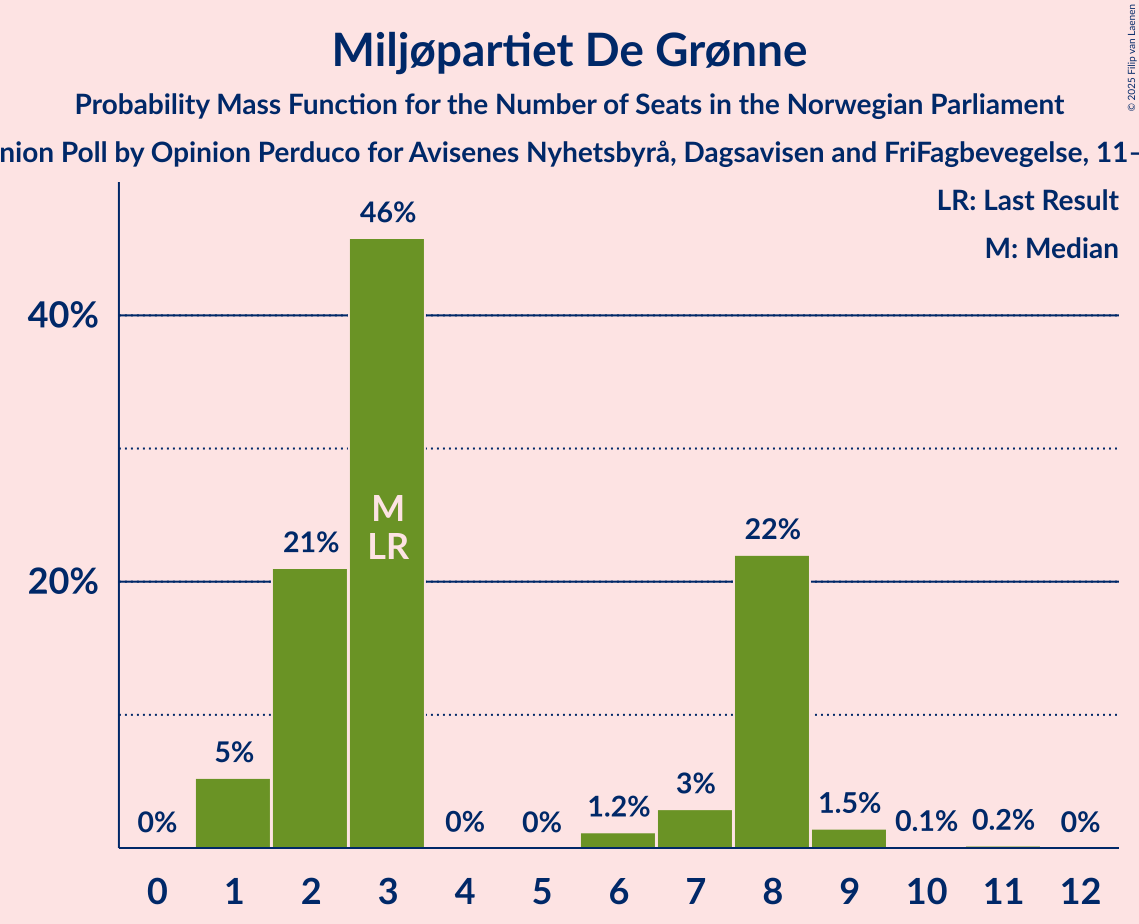 Miljøpartiet De Grønne
Probability Mass Function for the Number of Seats in the Norwegian Parliament
nion Poll by Opinion Perduco for Avisenes Nyhetsbyrå, Dagsavisen and FriFagbevegelse, 11–
© 2025 Filip van Laenen
LR: Last Result
M: Median
40%
20%
0%
5%
21%
46%
M
LR
0%
0%
1.2%
3%
22%
1.5%
0.1%
0.2%
0%
0 1 2 3 4 5 6 7 8 9 10 11 12